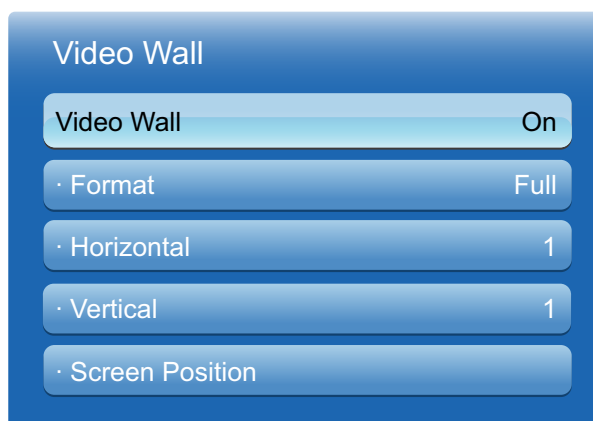 Video Wall
Video Wall On
· Format Full
· Horizontal 1
· Vertical 1
· Screen Position